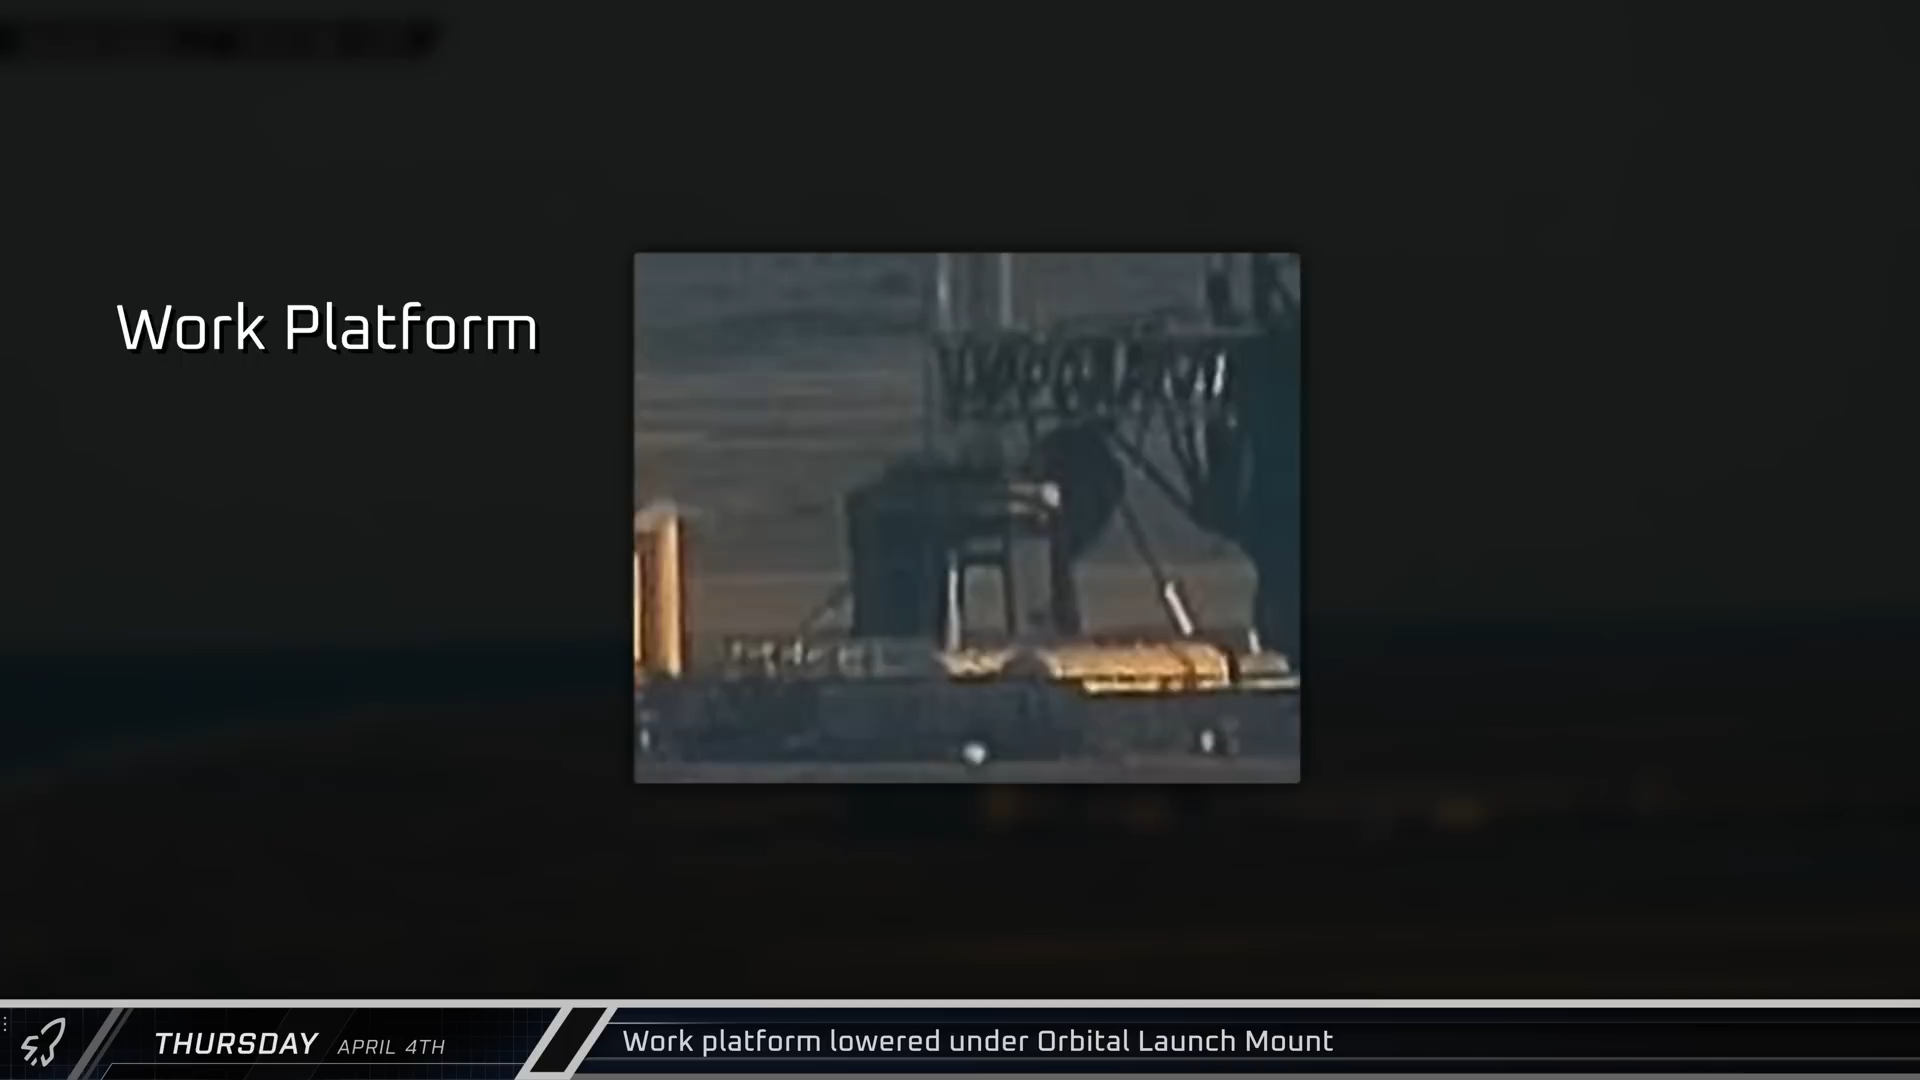 Work Platform
THURSDAY APRIL 4TH
Work platform lowered under Orbital Launch Mount